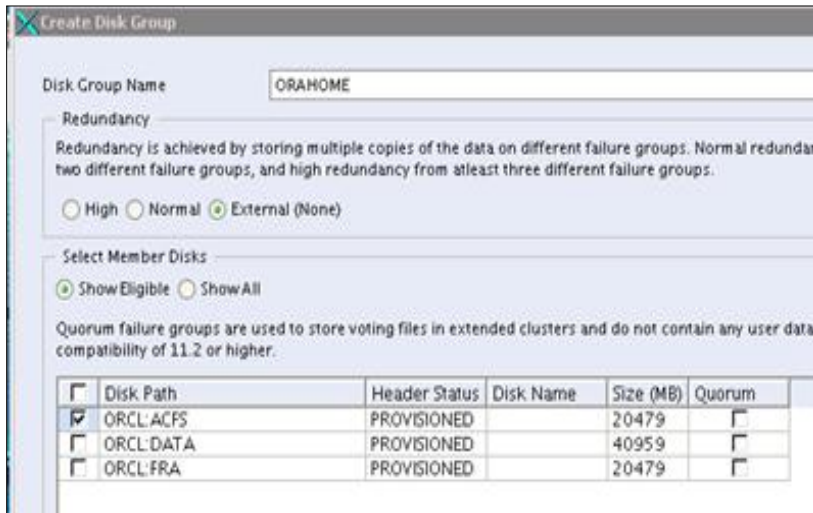 Create Disk Group
Disk Group Name ORAHOME
Redundancy
Redundancy is achieved by storing multiple copies of the data on different failure groups. Normal
two different failure groups, and high redundancy from atleast three different failure groups.
High Normal External (None)
Select Member Disks
Show Eligible Show All
Quorum failure groups are used to store voting files in extended clusters and do not contain any user data
compatibility of 11.2 or higher.
Disk Path Header Status Disk Name Size (MB) Quorum
ORCL:ACFS PROVISIONED 20479
ORCL:DATA PROVISIONED 40959
ORCL:FRA PROVISIONED 20479